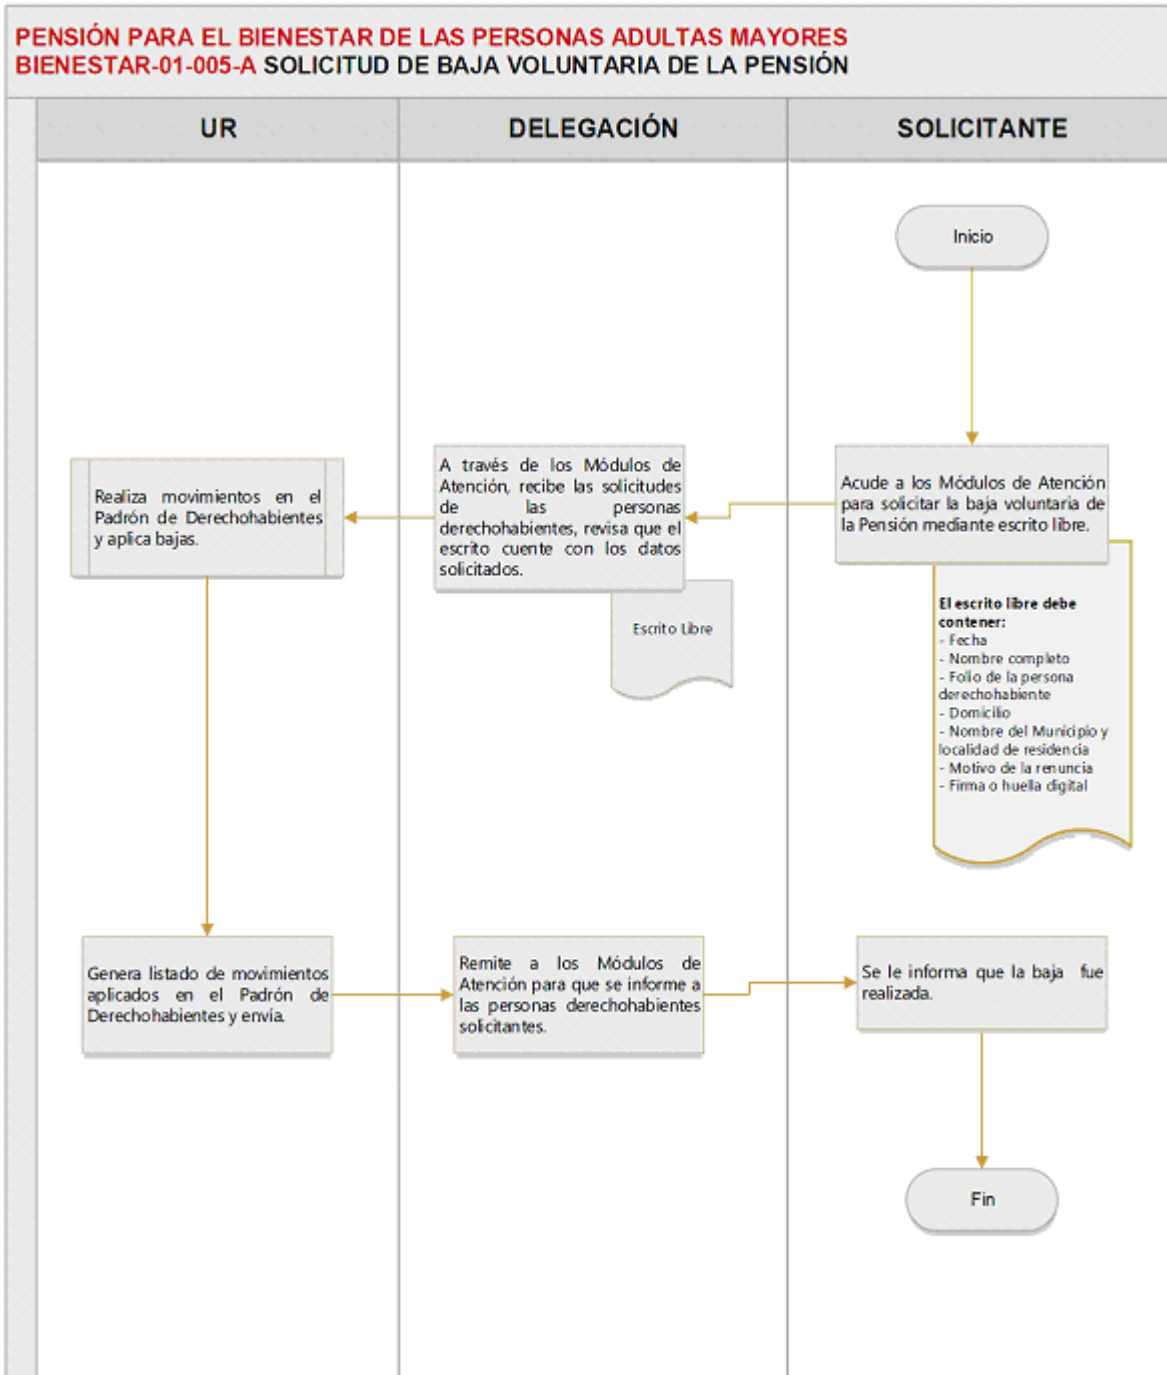 PENSIÓN PARA EL BIENESTAR DE LAS PERSONAS ADULTAS MAYORES
BIENESTAR-01-005-A SOLICITUD DE BAJA VOLUNTARIA DE LA PENSIÓN
UR
DELEGACIÓN
SOLICITANTE
Inicio
Acude a los Módulos de Atención
para solicitar la baja voluntaria de
la Pensión mediante escrito libre.
El escrito libre debe
contener:
- Fecha
- Nombre completo
- Folio de la persona
derechohabiente
- Domicilio
- Nombre del Municipio y
localidad de residencia
- Motivo de la renuncia
- Firma o huella digital
A través de los Módulos de
Atención, recibe las solicitudes
de las personas
derechohabientes, revisa que el
escrito cuente con los datos
solicitados.
Escrito Libre
Realiza movimientos en el
Padrón de Derechohabientes
y aplica bajas.
Genera listado de movimientos
aplicados en el Padrón de
Derechohabientes y envía.
Remite a los Módulos de
Atención para que se informe a
las personas derechohabientes
solicitantes.
Se le informa que la baja fue
realizada.
Fin